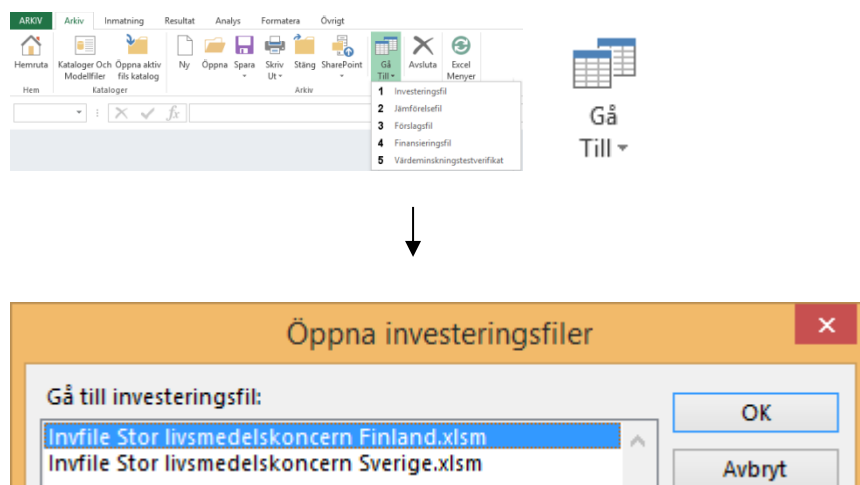 ARKIV Arkiv Inmatning Resultat Analys Formatera Övrigt
Hemruta Kataloger Och Öppna aktiv Ny Öppna Spara Skriv Stäng SharePoint Gå Avsluta Excel
Modellfiler fils katalog Ut Till Menyer
Hem Kataloger Arkiv
1 Investeringsfil
2 Jämförelsefil
fx
3 Förslagsfil
4 Finansieringsfil
5 Värdeminskningstestverifikat
Gå
Till
Öppna investeringsfiler
Gå till investeringsfil:
OK
Invfile Stor livsmedelskoncern Finland.xlsm
Invfile Stor livsmedelskoncern Sverige.xlsm
Avbryt